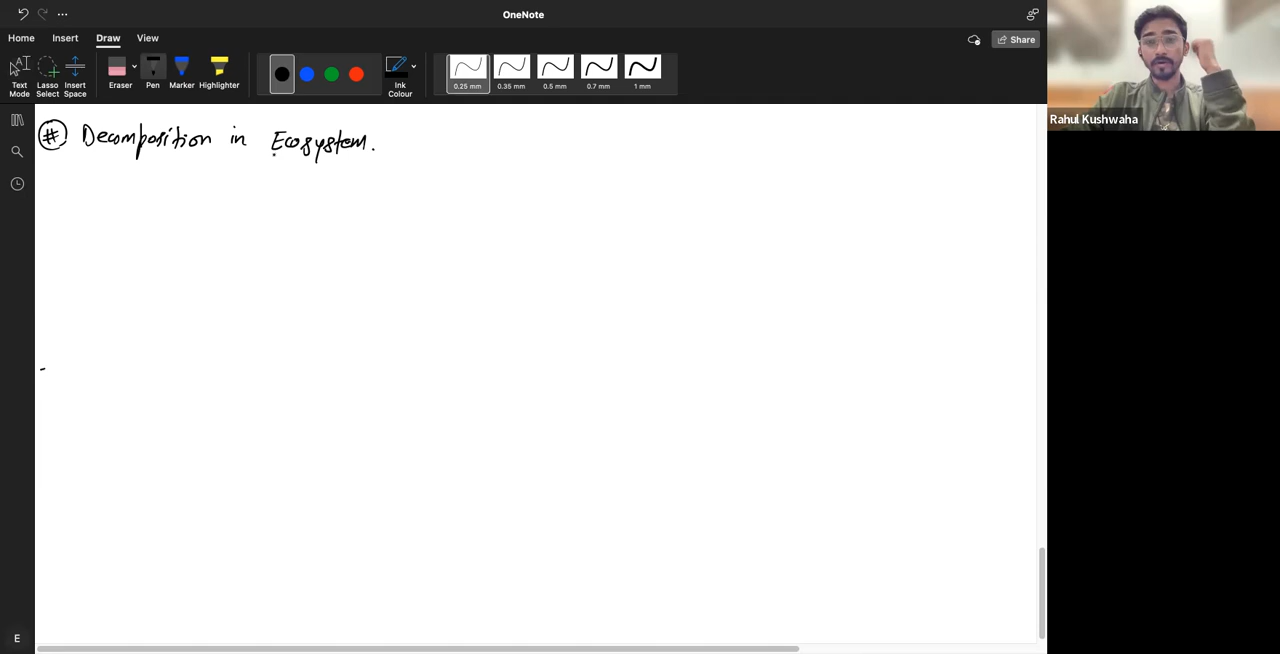 OneNote
Home Insert Draw View
Share
Text Mode
Lasso Select
Insert Space
Eraser
Pen
Marker
Highlighter
Ink Colour
0.25 mm
0.35 mm
0.5 mm
0.7 mm
1 mm
Rahul Kushwaha
# Decomposition in Ecosystem.
E